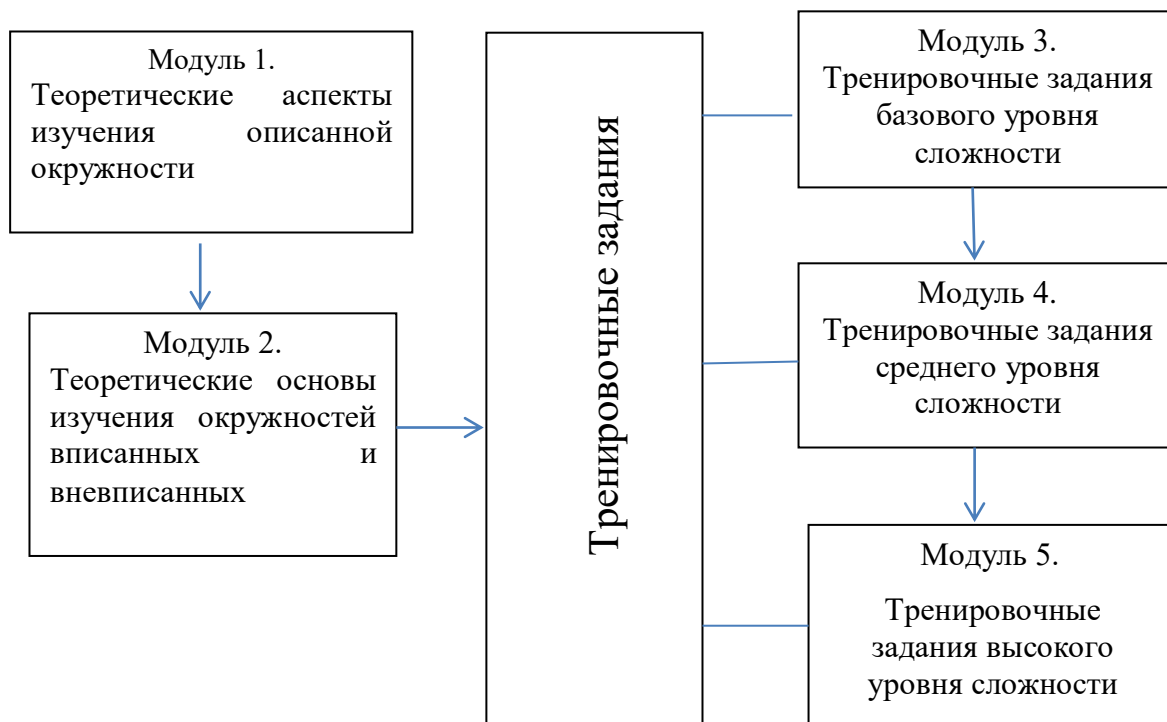 Модуль 1.
Теоретические аспекты
изучения описанной
окружности
Модуль 2.
Теоретические основы
изучения окружностей
вписанных и
вневписанных
Тренировочные задания
Модуль 3.
Тренировочные задания
базового уровня
сложности
Модуль 4.
Тренировочные задания
среднего уровня
сложности
Модуль 5.
Тренировочные
задания высокого
уровня сложности